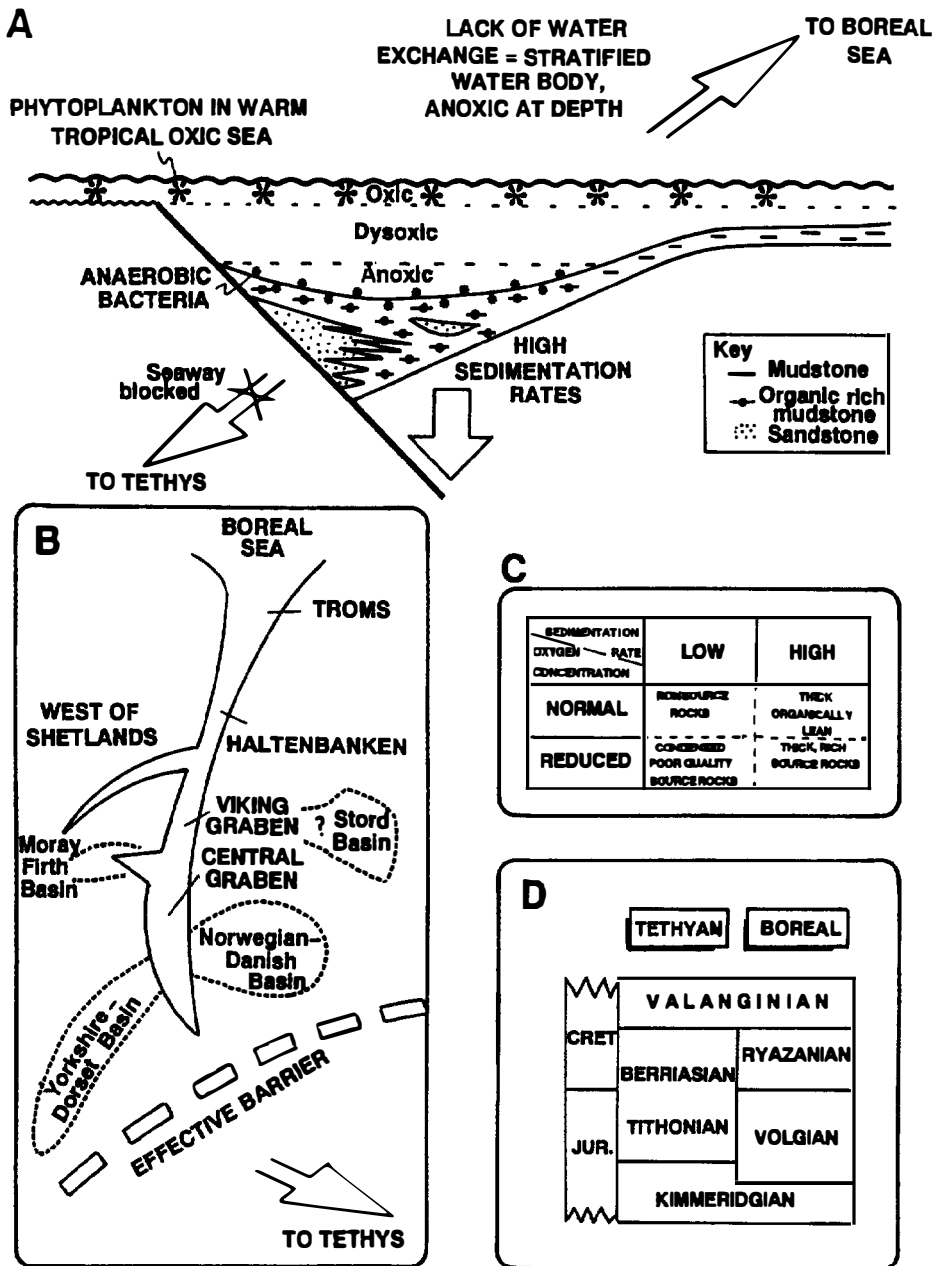 A
LACK OF WATER
EXCHANGE = STRATIFIED
WATER BODY,
ANOXIC AT DEPTH
TO BOREAL
SEA
PHYTOPLANKTON IN WARM
TROPICAL OXIC SEA
Oxic
Dysoxic
Anoxic
ANAEROBIC
BACTERIA
HIGH
SEDIMENTATION
RATES
Seaway
blocked
TO TETHYS
Key
Mudstone
Organic rich
mudstone
Sandstone
B
BOREAL
SEA
TROMS
WEST OF
SHETLANDS
HALTENBANKEN
VIKING
GRABEN
? Stord
Basin
Moray
Firth
Basin
CENTRAL
GRABEN
Norwegian-
Danish
Basin
Yorkshire-
Dorset Basin
EFFECTIVE BARRIER
TO TETHYS
C
SEDIMENTATION
RATE
OXYGEN
CONCENTRATION
LOW
HIGH
NORMAL
NONSOURCE
ROCKS
THICK
ORGANICALLY
LEAN
REDUCED
CONDENSED
POOR QUALITY
SOURCE ROCKS
THICK, RICH
SOURCE ROCKS
D
TETHYAN
BOREAL
VALANGINIAN
CRET
BERRIASIAN
RYAZANIAN
JUR.
TITHONIAN
VOLGIAN
KIMMERIDGIAN